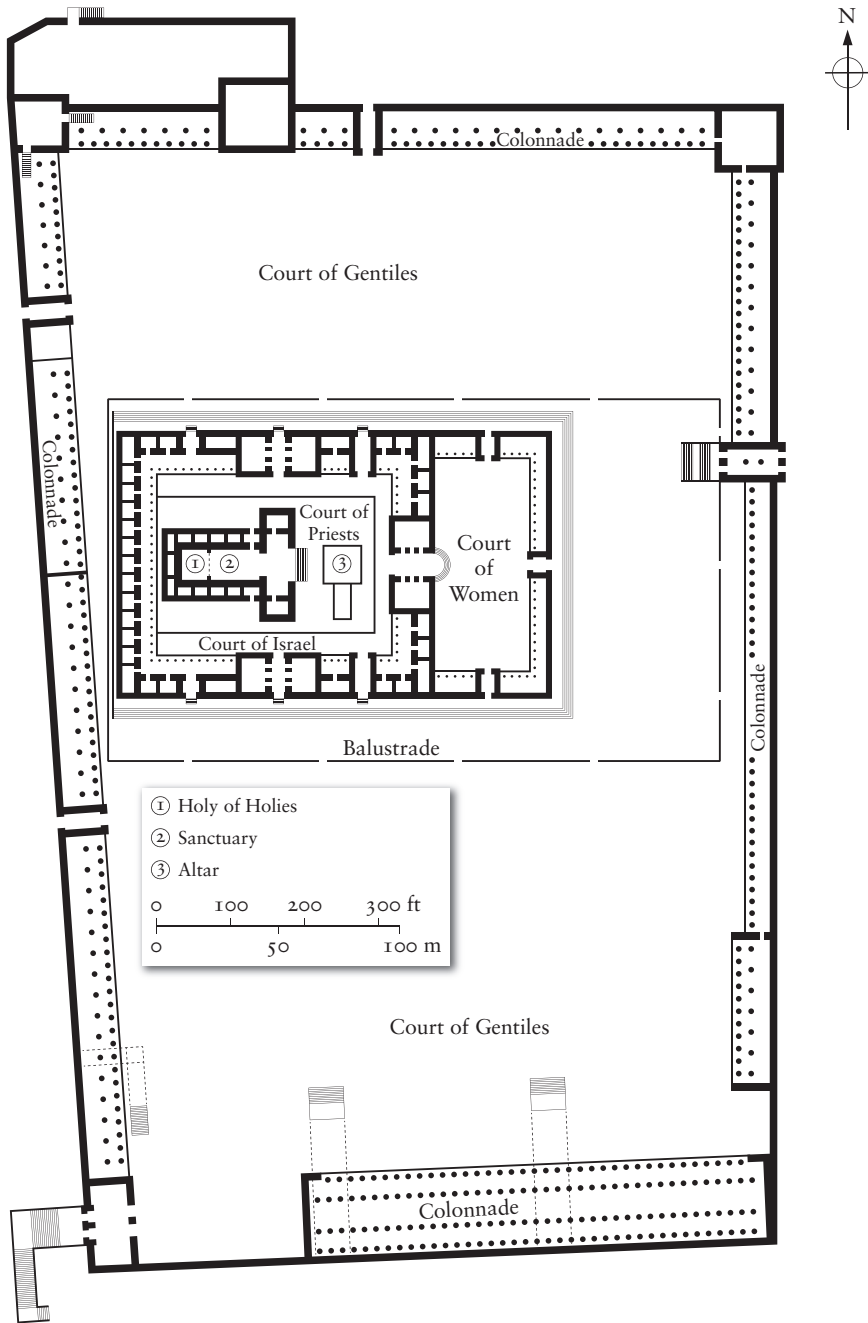 N
Colonnade
Court of Gentiles
Colonnade
Court of
Priests
1
2
3
Court
of
Women
Court of Israel
Colonnade
Balustrade
1 Holy of Holies
2 Sanctuary
3 Altar
0 100 200 300 ft
0 50 100 m
Court of Gentiles
Colonnade